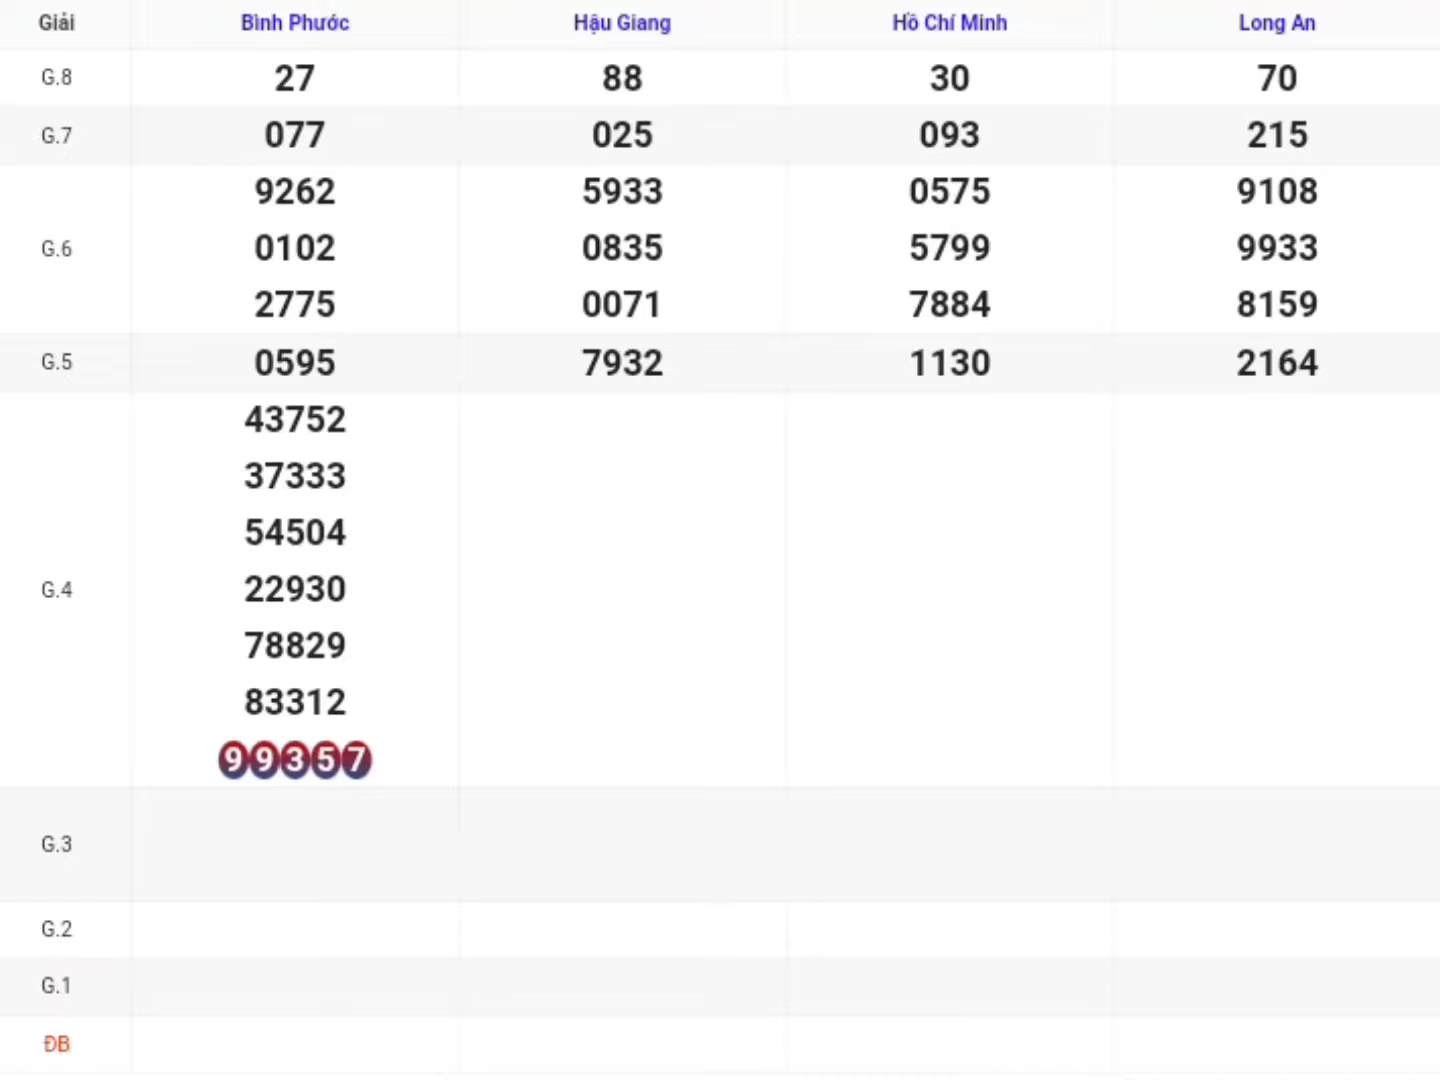 Giải Bình Phước Hậu Giang Hồ Chí Minh Long An
G.8 27 88 30 70
G.7 077 025 093 215
9262 5933 0575 9108
G.6 0102 0835 5799 9933
2775 0071 7884 8159
G.5 0595 7932 1130 2164
43752
37333
54504
G.4 22930
78829
83312
99357
G.3
G.2
G.1
ĐB